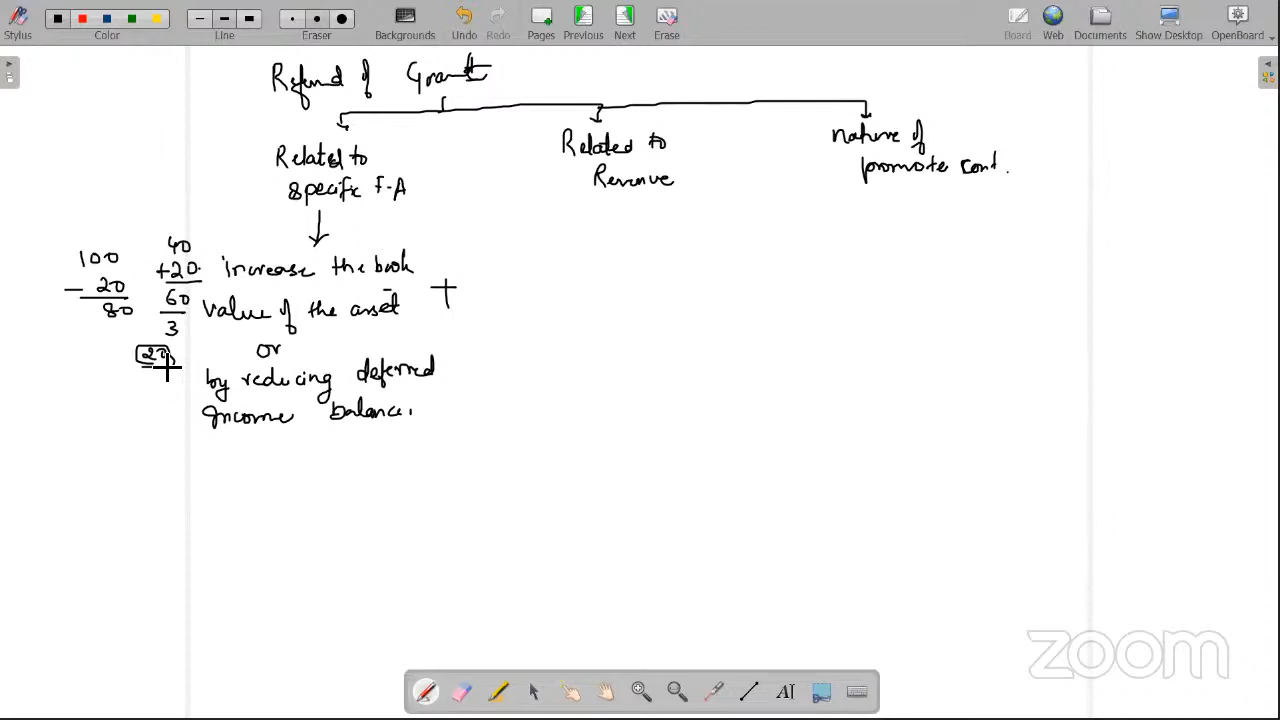 Stylus
Color
Line
Eraser
Backgrounds
Undo
Redo
Pages
Previous
Next
Erase
Board
Web
Documents
Show Desktop
OpenBoard
Refund of Grant
Related to
specific F.A
Related to
Revenue
Nature of
promote cont.
100
- 20
80
40
+20
60
3
20
increase the book
value of the asset
+
or
by reducing deferred
Income balance.
zoom